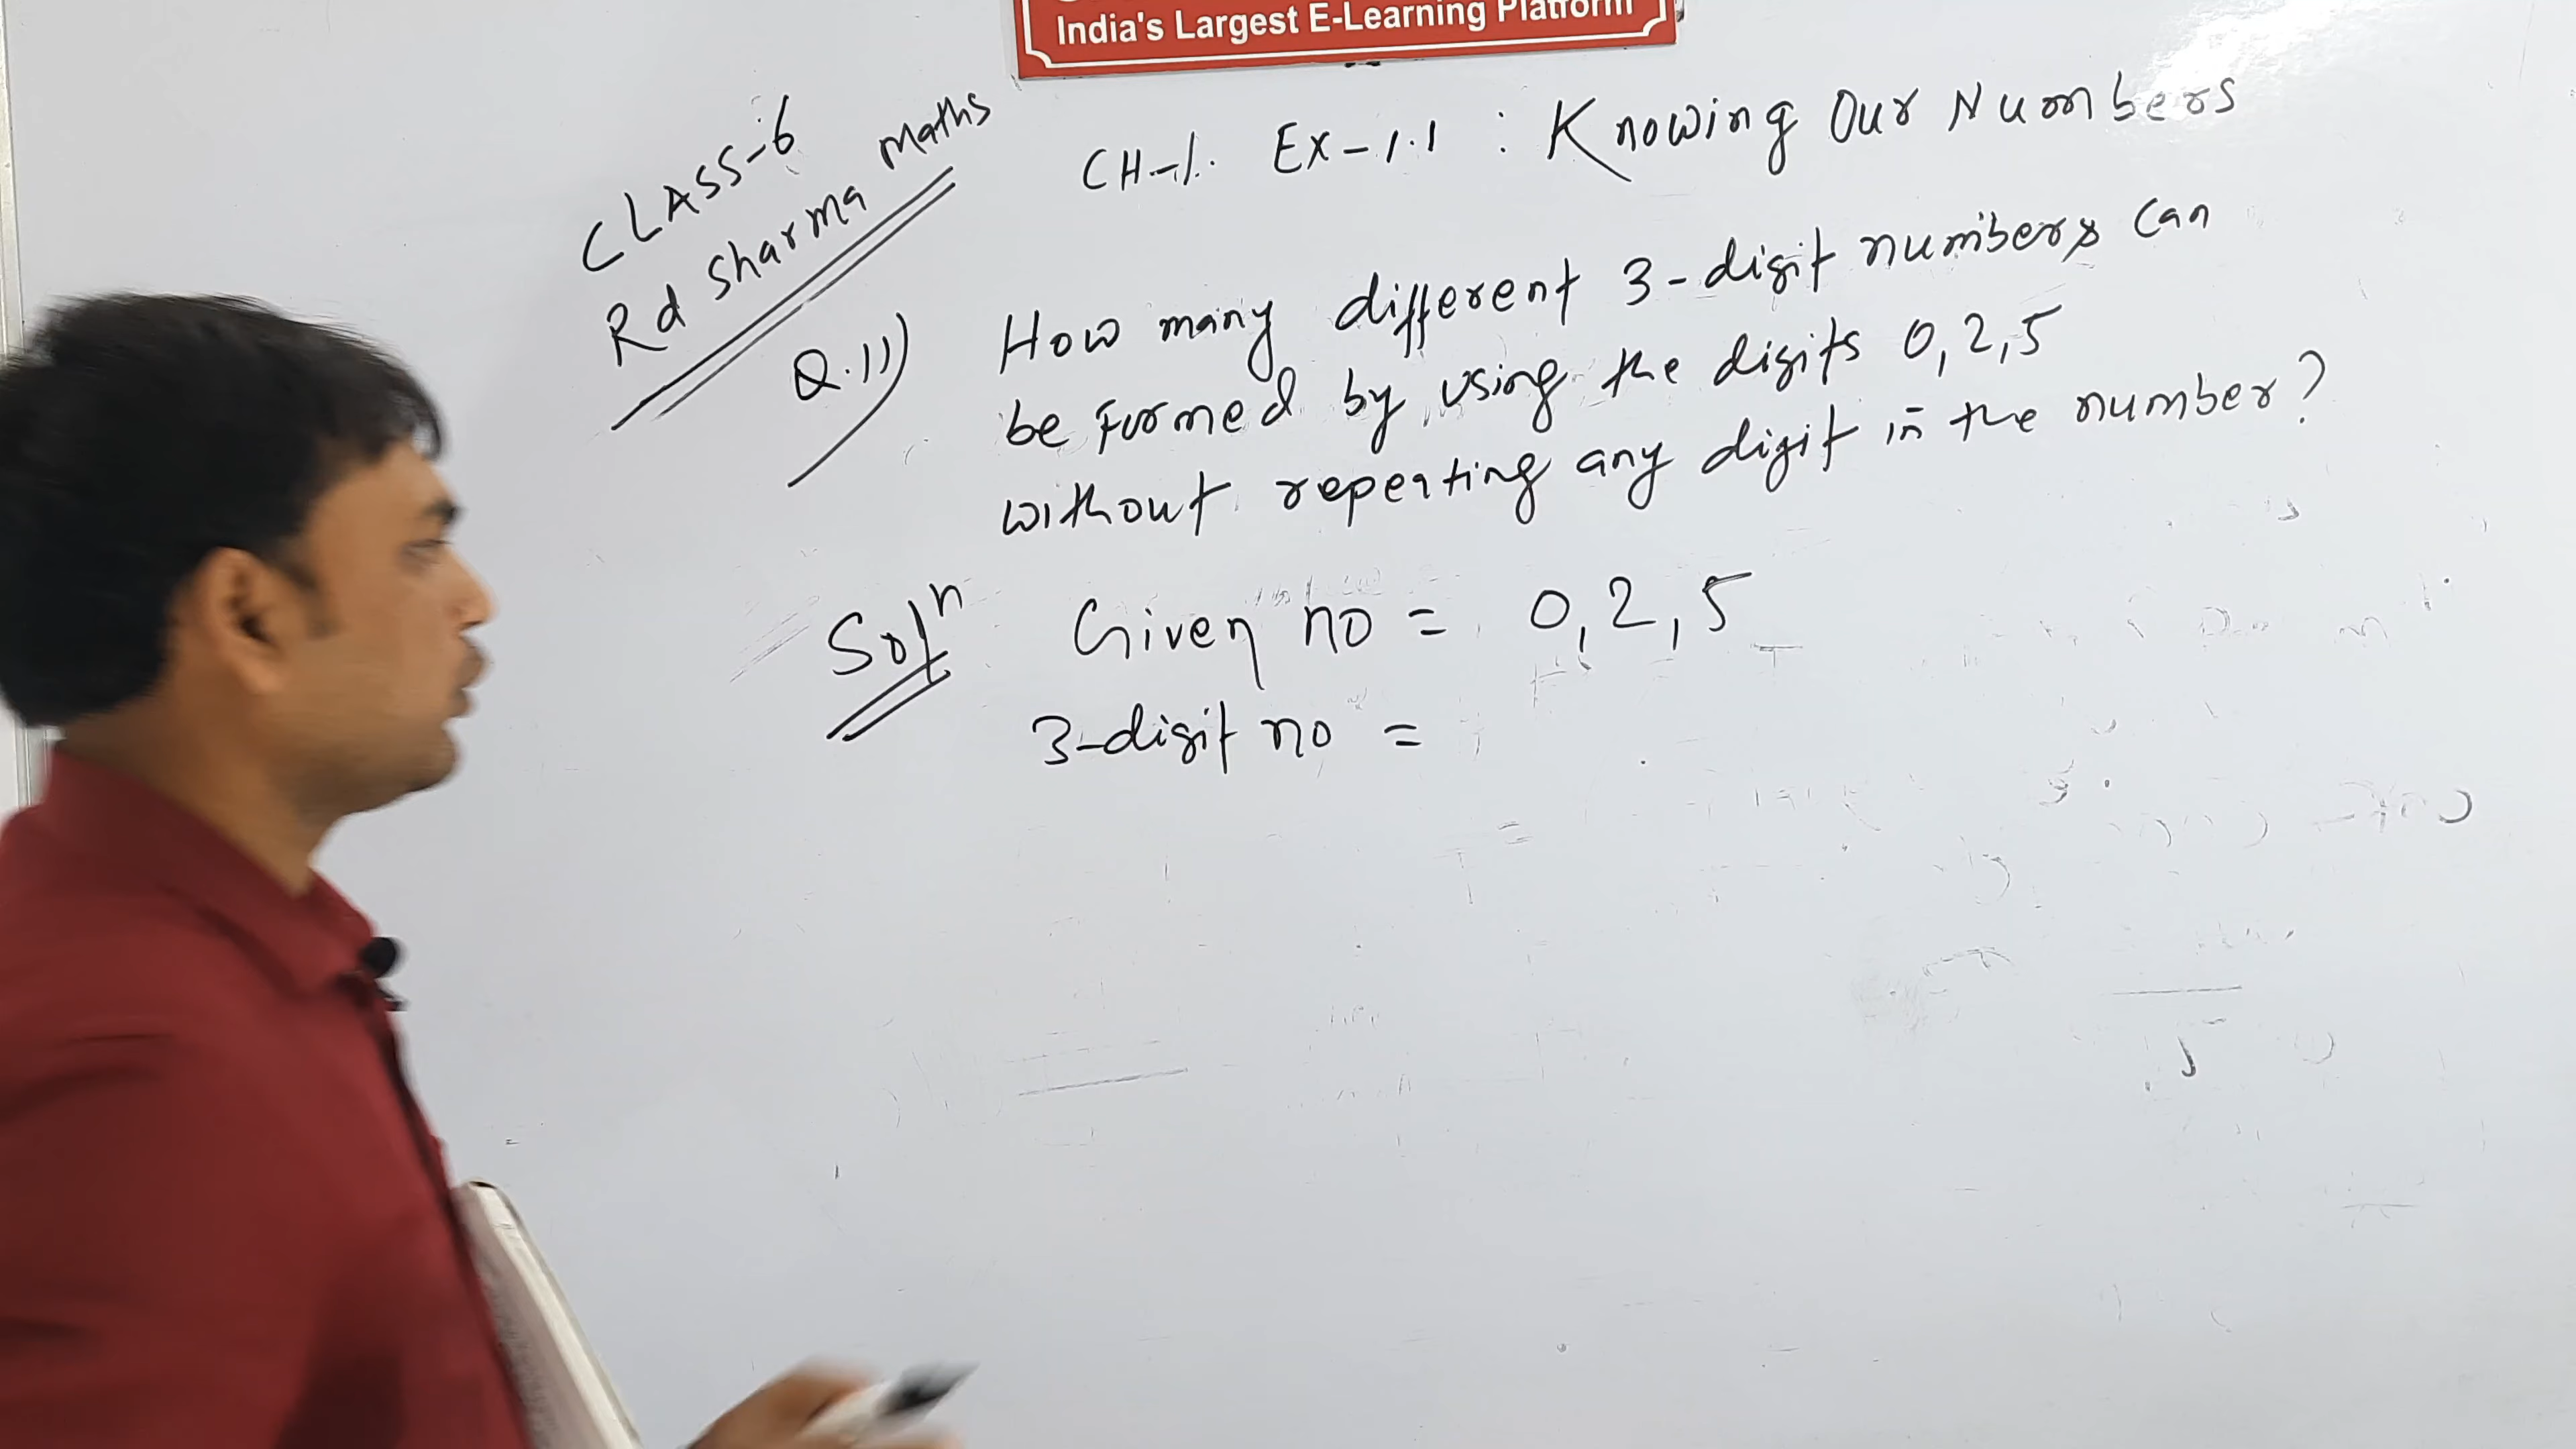 India's Largest E-Learning Platform
CLASS-6
Rd Sharma Maths
CH-1. Ex-1.1 : Knowing Our Numbers
Q.11) How many different 3-digit numbers can
be formed by using the digits 0,2,5
without repeating any digit in the number?
Solⁿ Given no = 0,2,5
3-digit no =